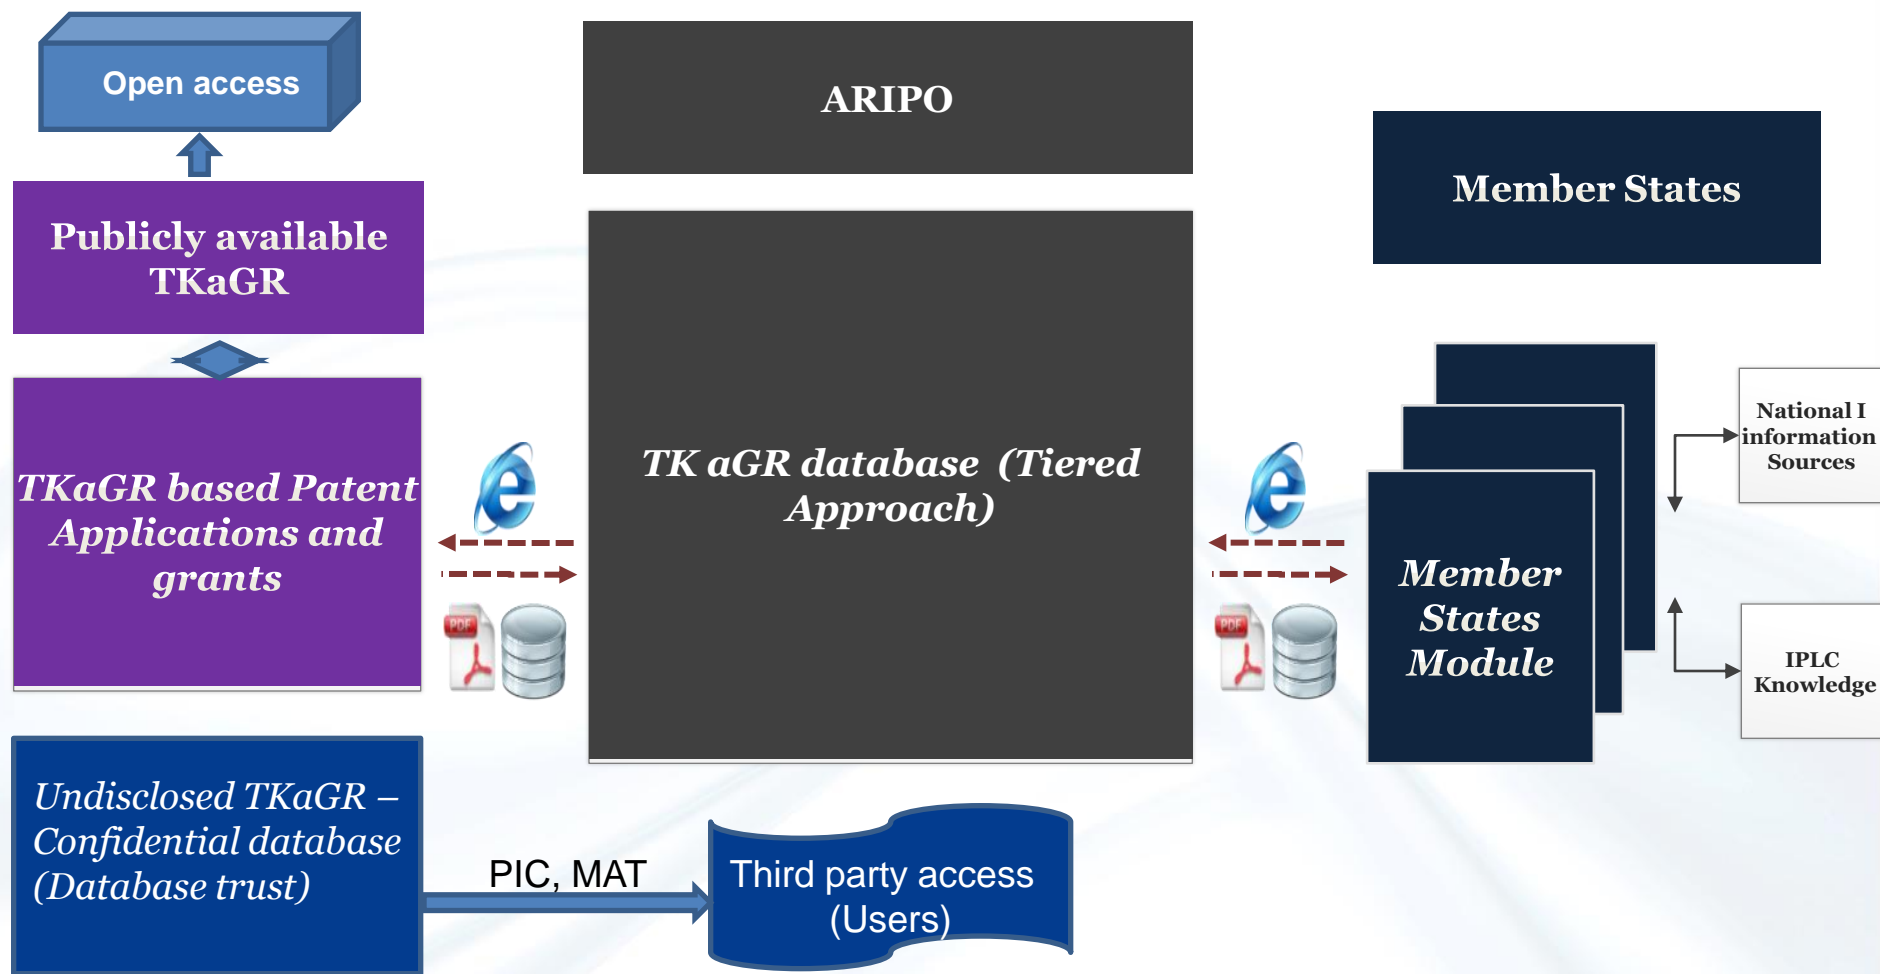 Open access
ARIPO
Member States
Publicly available
TKaGR
TKaGR based Patent
Applications and
grants
TK aGR database (Tiered
Approach)
PDF
PDF
Member
States
Module
National I
information
Sources
IPLC
Knowledge
Undisclosed TKaGR –
Confidential database
(Database trust)
PIC, MAT
Third party access
(Users)